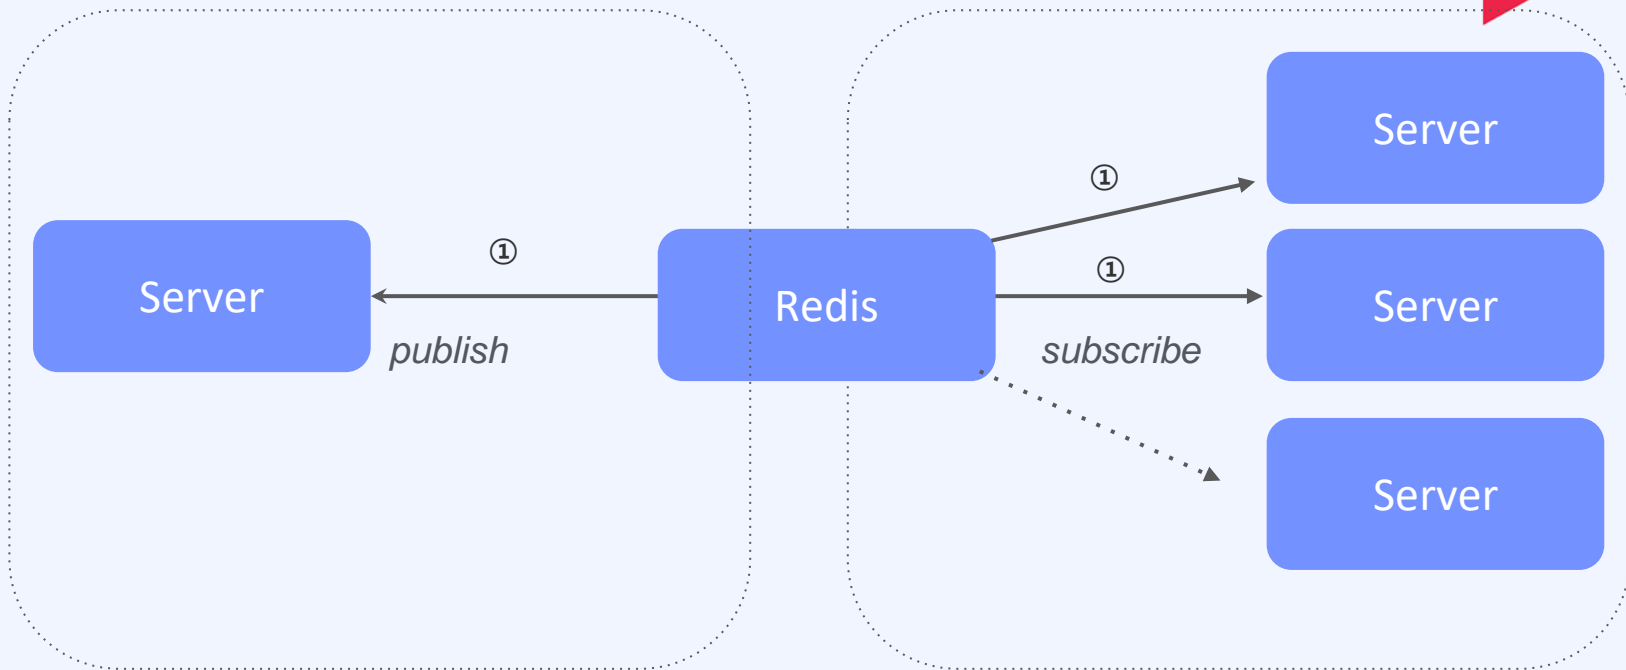 Server
①
publish
Redis
①
①
subscribe
Server
Server
Server